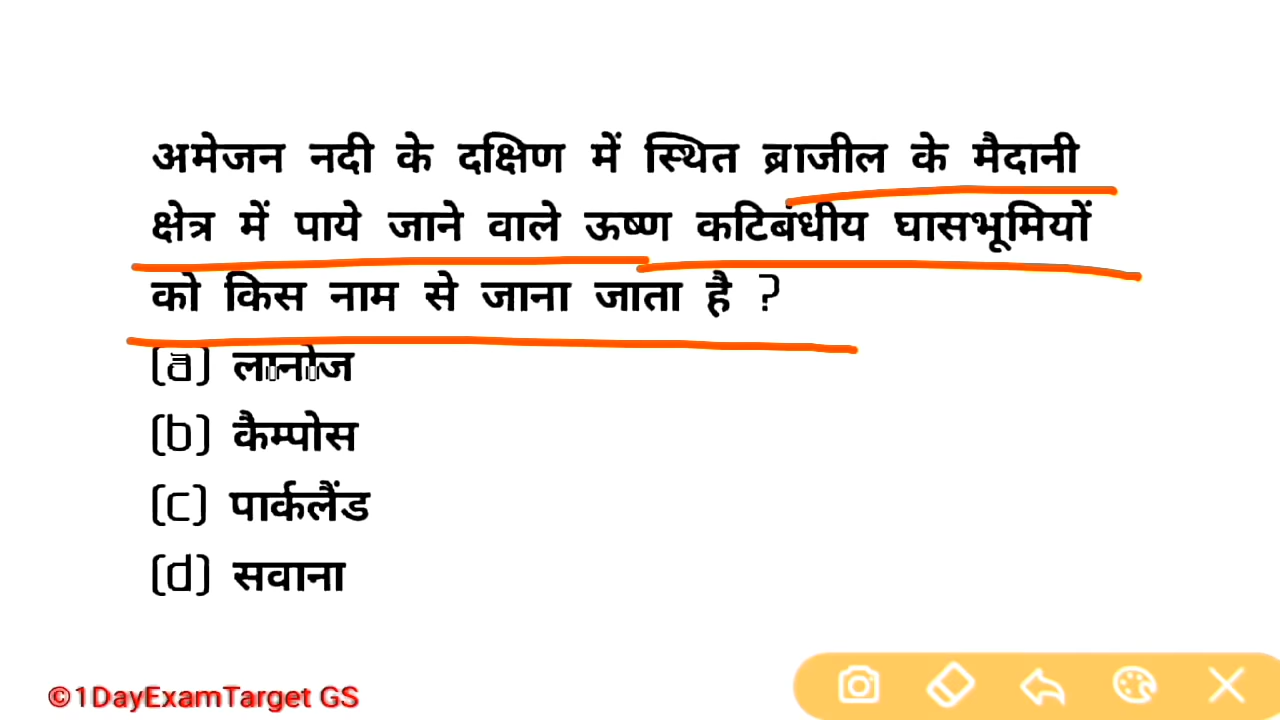 अमेजन नदी के दक्षिण में स्थित ब्राजील के मैदानी
क्षेत्र में पाये जाने वाले ऊष्ण कटिबंधीय घासभूमियों
को किस नाम से जाना जाता है ?
(a) लानोज
(b) कैम्पोस
(c) पार्कलैंड
(d) सवाना
©1DayExamTarget GS